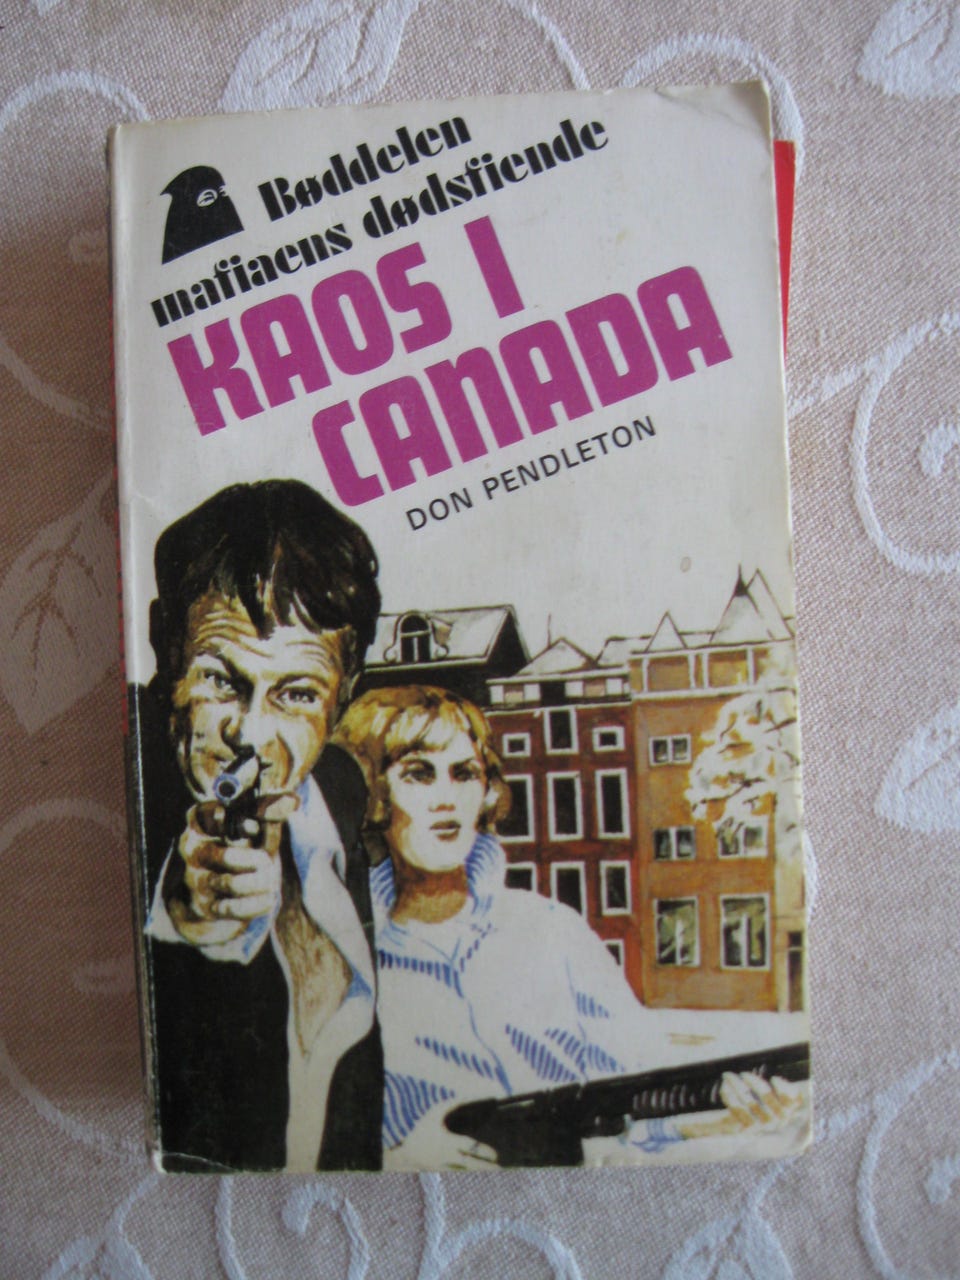 Bøddelen
mafiaens dødsfiende
KAOS I
CANADA
DON PENDLETON